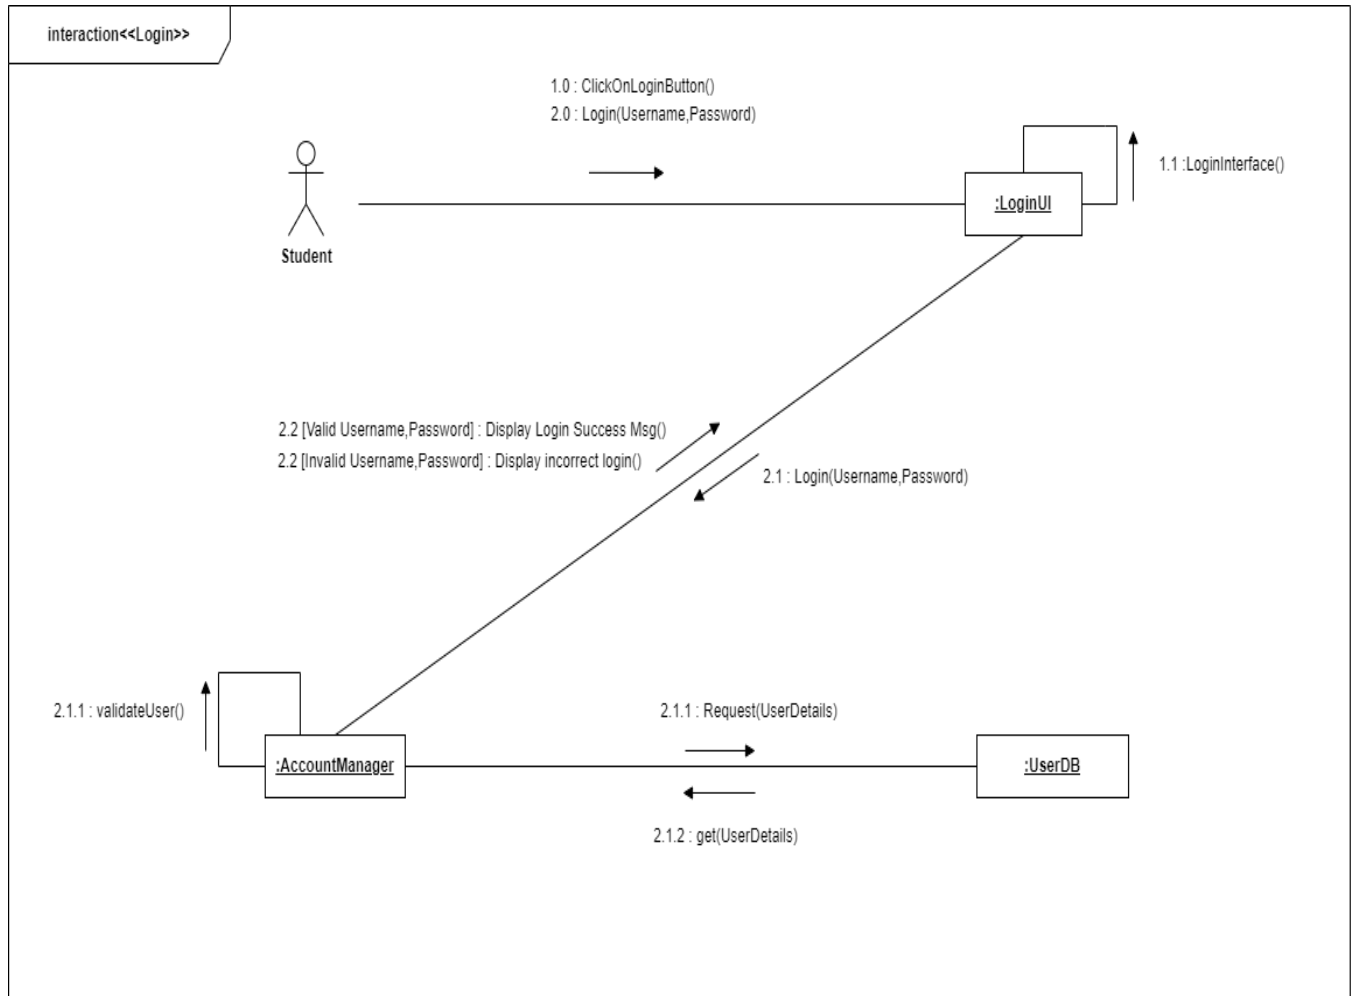 interaction<<Login>>
1.0 : ClickOnLoginButton()
2.0 : Login(Username,Password)
1.1 :LoginInterface()
:LoginUI
Student
2.2 [Valid Username,Password] : Display Login Success Msg()
2.2 [Invalid Username,Password] : Display incorrect login()
2.1 : Login(Username,Password)
2.1.1 : validateUser()
2.1.1 : Request(UserDetails)
:AccountManager
:UserDB
2.1.2 : get(UserDetails)